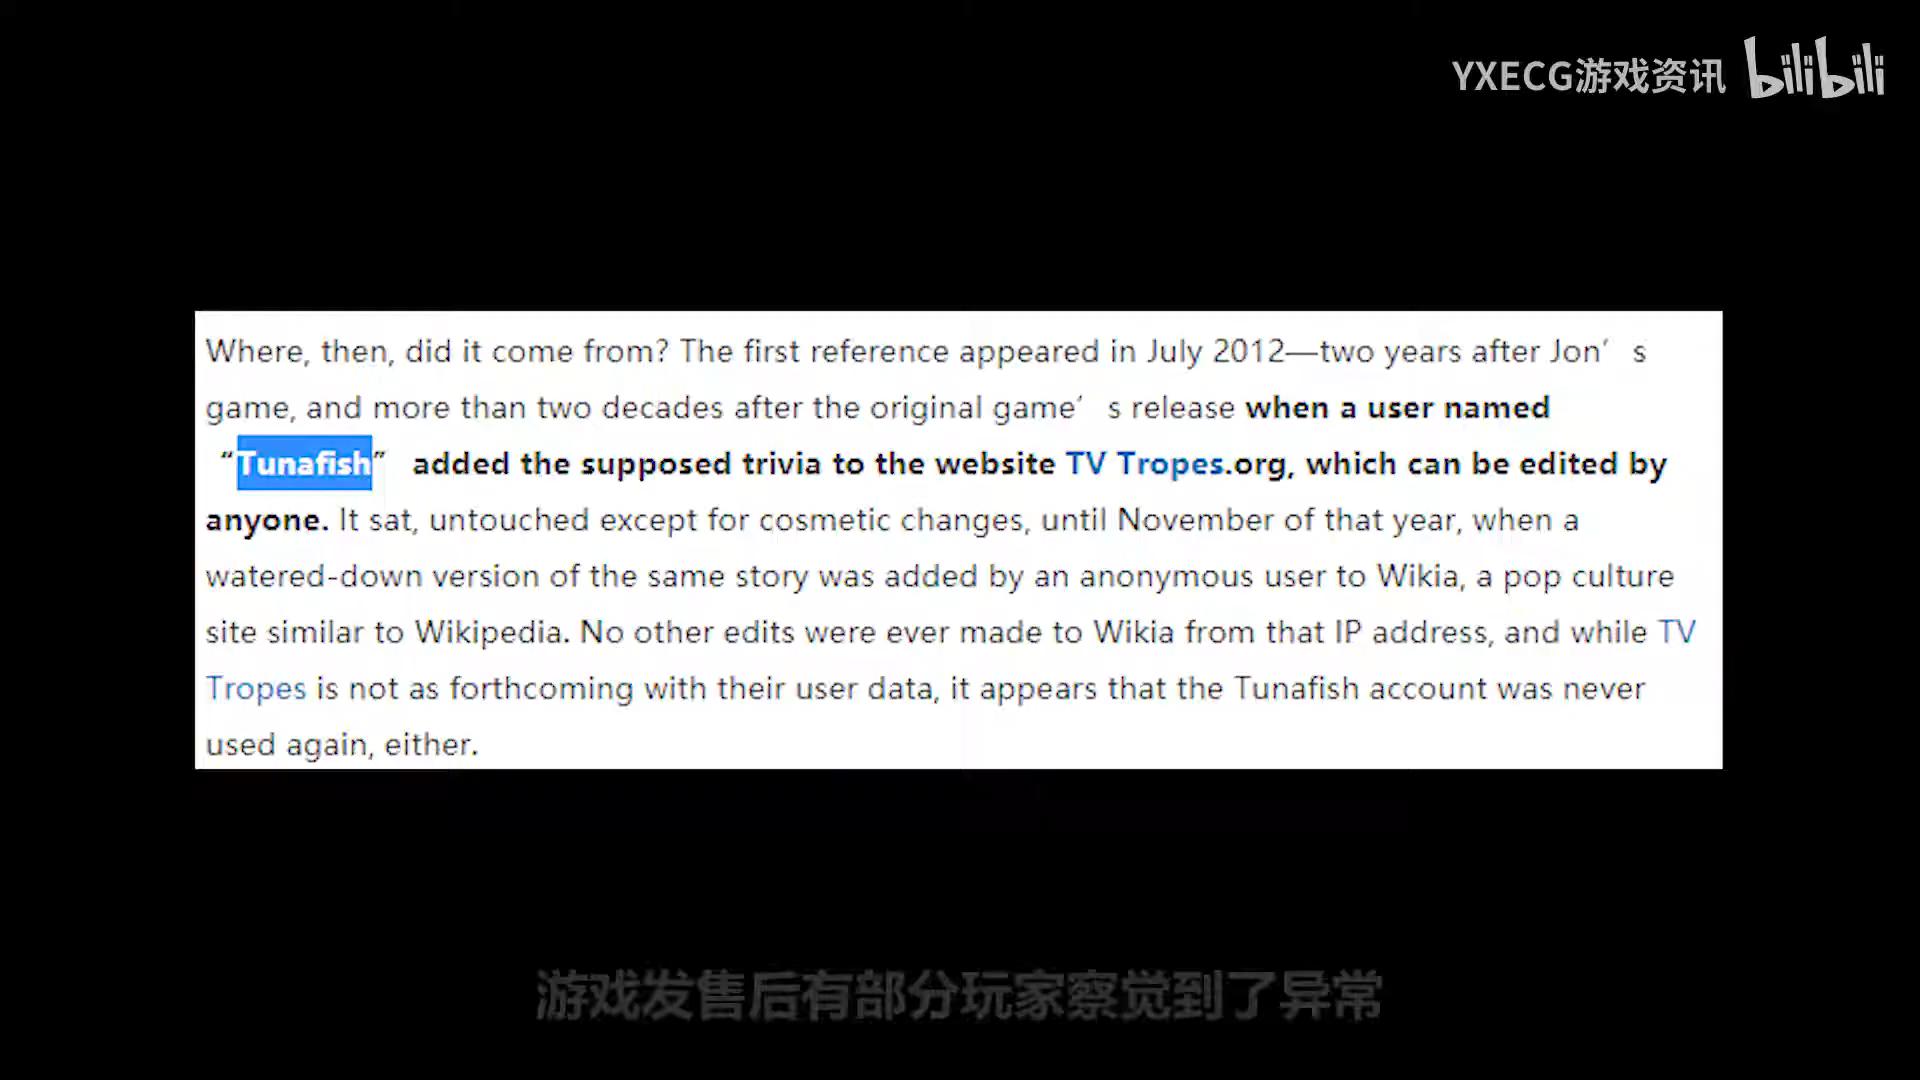 YXECG游戏资讯 bilibili
Where, then, did it come from? The first reference appeared in July 2012—two years after Jon’s
game, and more than two decades after the original game’s release when a user named
“Tunafish” added the supposed trivia to the website TV Tropes.org, which can be edited by
anyone. It sat, untouched except for cosmetic changes, until November of that year, when a
watered-down version of the same story was added by an anonymous user to Wikia, a pop culture
site similar to Wikipedia. No other edits were ever made to Wikia from that IP address, and while TV
Tropes is not as forthcoming with their user data, it appears that the Tunafish account was never
used again, either.
游戏发售后有部分玩家察觉到了异常